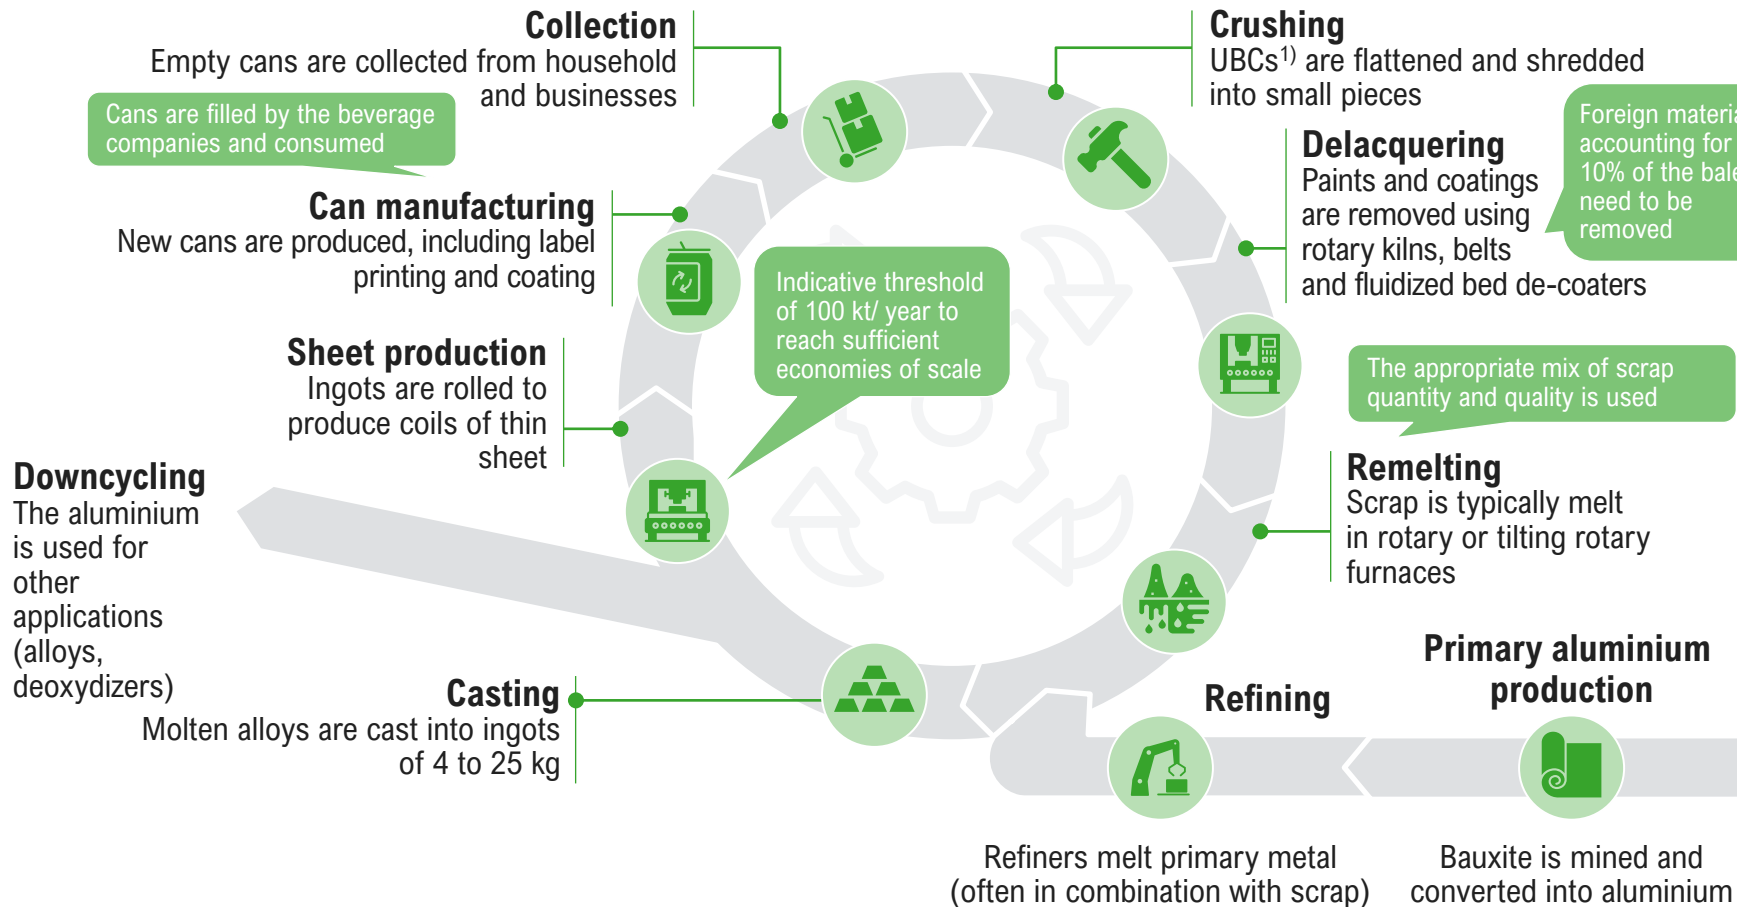 Collection
Empty cans are collected from household
and businesses
Cans are filled by the beverage
companies and consumed
Can manufacturing
New cans are produced, including label
printing and coating
Sheet production
Ingots are rolled to
produce coils of thin
sheet
Indicative threshold
of 100 kt/ year to
reach sufficient
economies of scale
Downcycling
The aluminium
is used for
other
applications
(alloys,
deoxydizers)
Casting
Molten alloys are cast into ingots
of 4 to 25 kg
Crushing
UBCs1) are flattened and shredded
into small pieces
Foreign
accounting for
10% of the
need to be
removed
Delacquering
Paints and coatings
are removed using
rotary kilns, belts
and fluidized bed de-coaters
The appropriate mix of scrap
quantity and quality is used
Remelting
Scrap is typically melt
in rotary or tilting rotary
furnaces
Refining
Refiners melt primary metal
(often in combination with scrap)
Primary aluminium
production
Bauxite is mined and
converted into aluminium